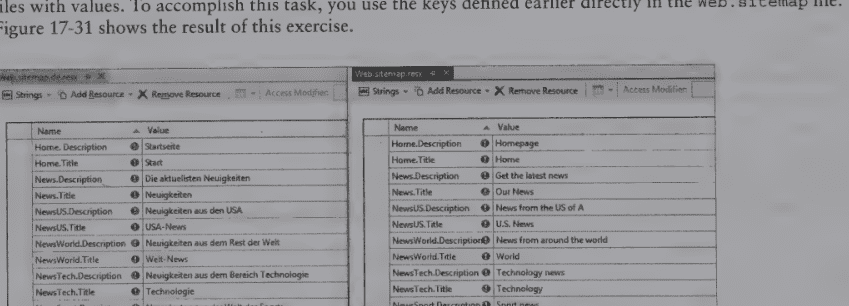 files with values. To accomplish this task, you use the keys defined earlier directly in the Web.sitemap file.
Figure 17-31 shows the result of this exercise.
Web.sitemap.de.resx
Strings Add Resource Remove Resource Access Modifier:
Name Value
Home.Description Startseite
Home.Title Start
News.Description Die aktuellsten Neuigkeiten
News.Title Neuigkeiten
NewsUS.Description Neuigkeiten aus den USA
NewsUS.Title USA-News
NewsWorld.Description Neuigkeiten aus dem Rest der Welt
NewsWorld.Title Welt-News
NewsTech.Description Neuigkeiten aus dem Bereich Technologie
NewsTech.Title Technologie
Web.sitemap.resx
Strings Add Resource Remove Resource Access Modifier:
Name Value
Home.Description Homepage
Home.Title Home
News.Description Get the latest news
News.Title Our News
NewsUS.Description News from the US of A
NewsUS.Title U.S. News
NewsWorld.Description News from around the world
NewsWorld.Title World
NewsTech.Description Technology news
NewsTech.Title Technology
NewsSport.Description Sport news